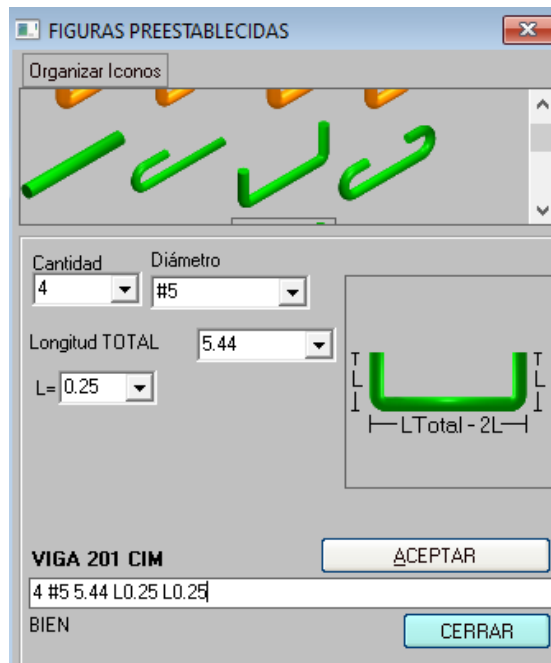 FIGURAS PREESTABLECIDAS
Organizar Iconos
Cantidad Diámetro
4 #5
Longitud TOTAL 5.44
L= 0.25
L L
LTotal - 2L
VIGA 201 CIM ACEPTAR
4 #5 5.44 L0.25 L0.25
BIEN CERRAR